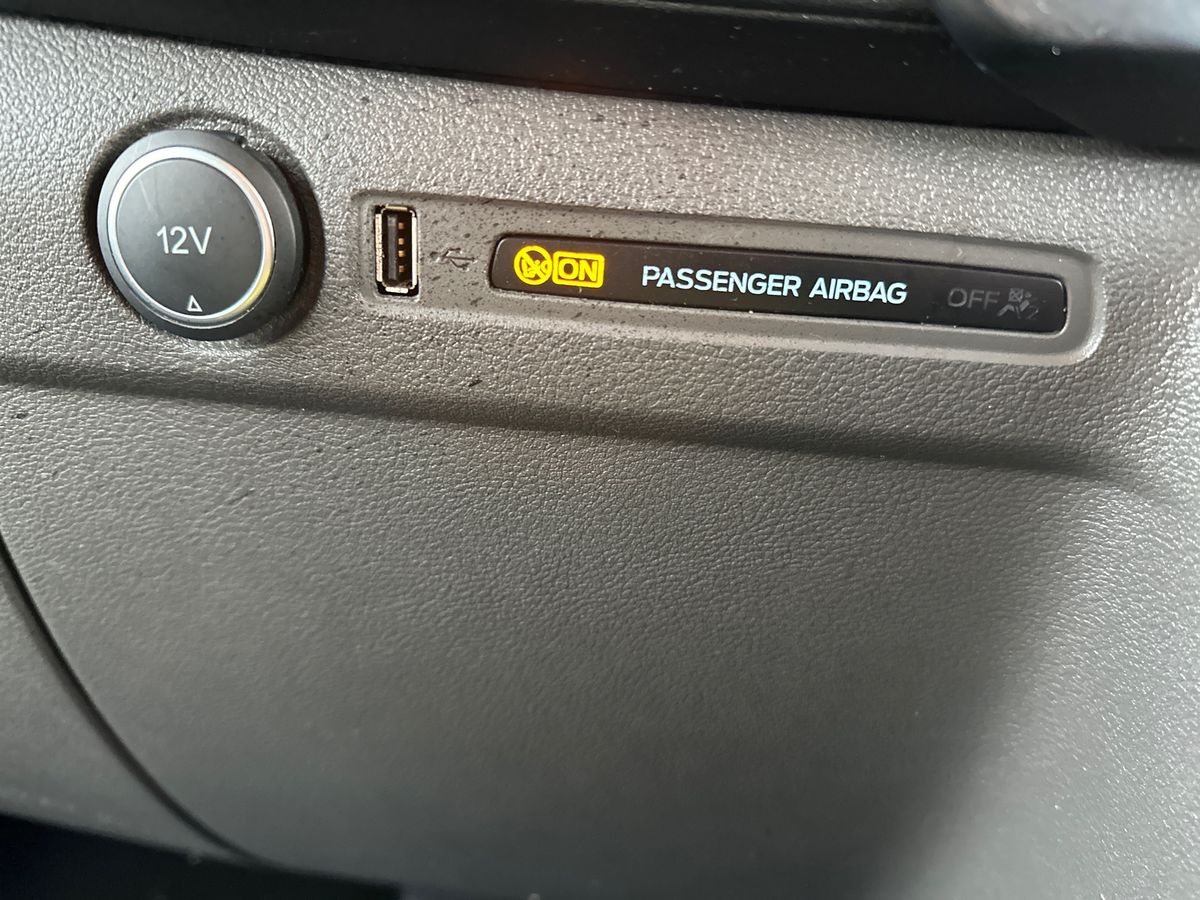 12V
ON PASSENGER AIRBAG OFF